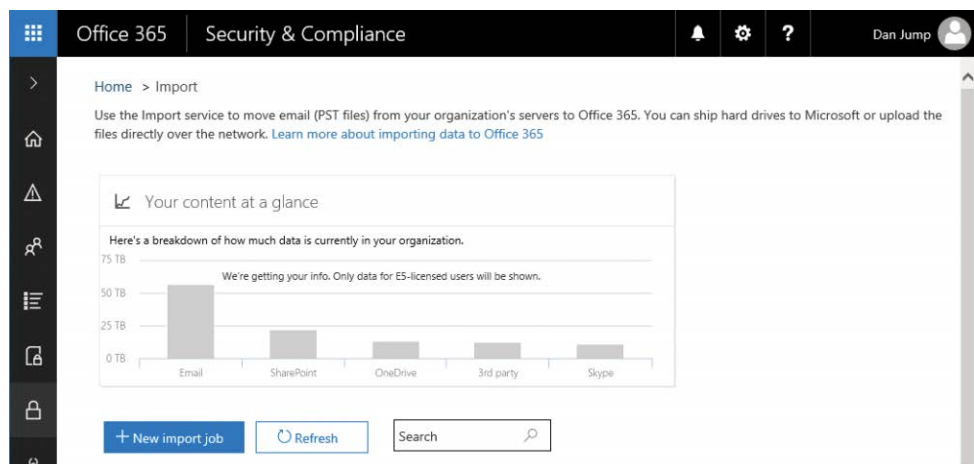 Office 365 Security & Compliance ? Dan Jump
Home > Import
Use the Import service to move email (PST files) from your organization's servers to Office 365. You can ship hard drives to Microsoft or upload the
files directly over the network. Learn more about importing data to Office 365
Your content at a glance
Here's a breakdown of how much data is currently in your organization.
75 TB
We're getting your info. Only data for E5-licensed users will be shown.
50 TB
25 TB
0 TB
Email SharePoint OneDrive 3rd party Skype
+ New import job Refresh Search